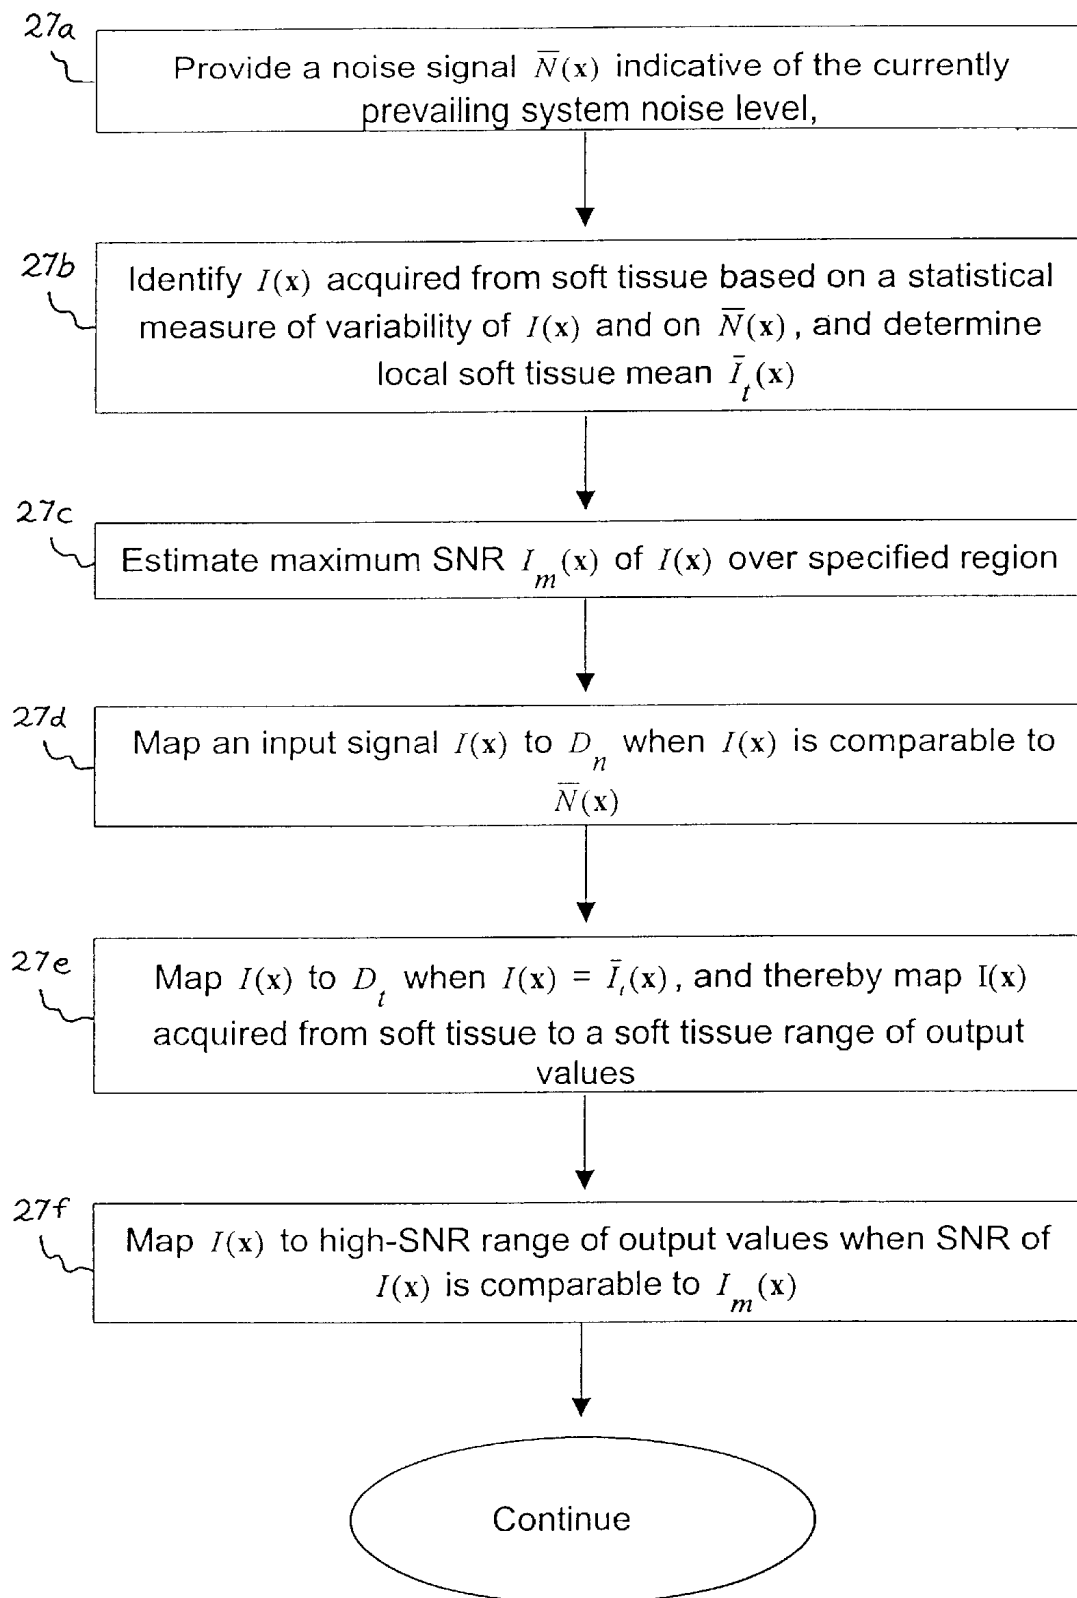 27a
Provide a noise signal N̅(x) indicative of the currently
prevailing system noise level,
27b
Identify I(x) acquired from soft tissue based on a statistical
measure of variability of I(x) and on N̅(x), and determine
local soft tissue mean I̅_t(x)
27c
Estimate maximum SNR I_m(x) of I(x) over specified region
27d
Map an input signal I(x) to D_n when I(x) is comparable to
N̅(x)
27e
Map I(x) to D_t when I(x) = I̅_t(x), and thereby map I(x)
acquired from soft tissue to a soft tissue range of output
values
27f
Map I(x) to high-SNR range of output values when SNR of
I(x) is comparable to I_m(x)
Continue